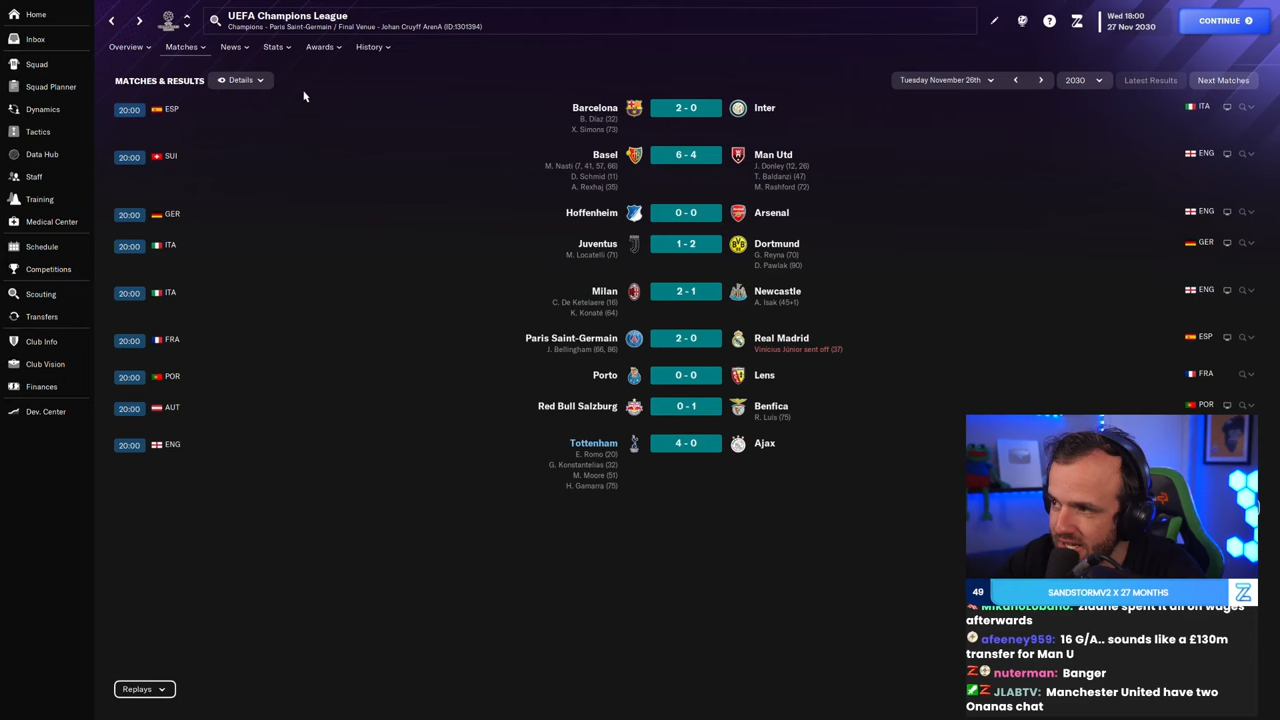 Home
UEFA Champions League
Champions - Paris Saint-Germain / Final Venue - Johan Cruyff ArenA (ID:1301394)
Wed 18:00
27 Nov 2030
CONTINUE
Inbox
Squad
Squad Planner
Dynamics
Tactics
Data Hub
Staff
Training
Medical Center
Schedule
Competitions
Scouting
Transfers
Club Info
Club Vision
Finances
Dev. Center
Overview
Matches
News
Stats
Awards
History
MATCHES & RESULTS
Details
Tuesday November 26th
2030
Latest Results
Next Matches
20:00 ESP Barcelona 2 - 0 Inter ITA
B. Díaz (32)
X. Simons (73)
20:00 SUI Basel 6 - 4 Man Utd ENG
M. Nasti (7, 41, 57, 66) J. Donley (12, 26)
D. Schmid (11) T. Baldanzi (47)
A. Rexhaj (35) M. Rashford (72)
20:00 GER Hoffenheim 0 - 0 Arsenal ENG
20:00 ITA Juventus 1 - 2 Dortmund GER
M. Locatelli (71) G. Reyna (70)
D. Pawlak (90)
20:00 ITA Milan 2 - 1 Newcastle ENG
C. De Ketelaere (16) A. Isak (45+1)
K. Konaté (64)
20:00 FRA Paris Saint-Germain 2 - 0 Real Madrid ESP
J. Bellingham (66, 86) Vinícius Júnior sent off (37)
20:00 POR Porto 0 - 0 Lens FRA
20:00 AUT Red Bull Salzburg 0 - 1 Benfica POR
R. Luís (75)
20:00 ENG Tottenham 4 - 0 Ajax
E. Romo (20)
G. Konstantelias (32)
M. Moore (51)
H. Gamarra (75)
Replays
49 SANDSTORMV2 X 27 MONTHS
MikanoLobano: zidane spent it all on wages
afterwards
afeeney959: 16 G/A.. sounds like a £130m
transfer for Man U
nuterman: Banger
JLABTV: Manchester United have two
Onanas chat